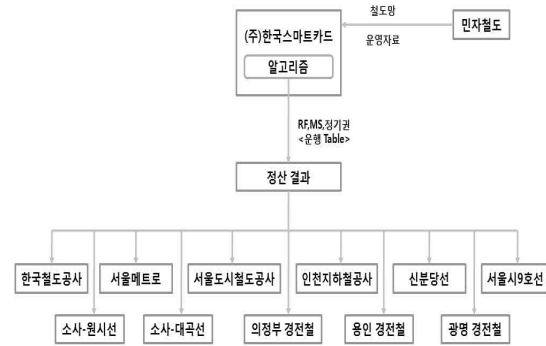 철도망
(주)한국스마트카드
민자철도
운영자료
알고리즘
RF,MS,정기권
<운행 Table>
정산 결과
한국철도공사
서울메트로
서울도시철도공사
인천지하철공사
신분당선
서울시9호선
소사-원시선
소사-대곡선
의정부 경전철
용인 경전철
광명 경전철